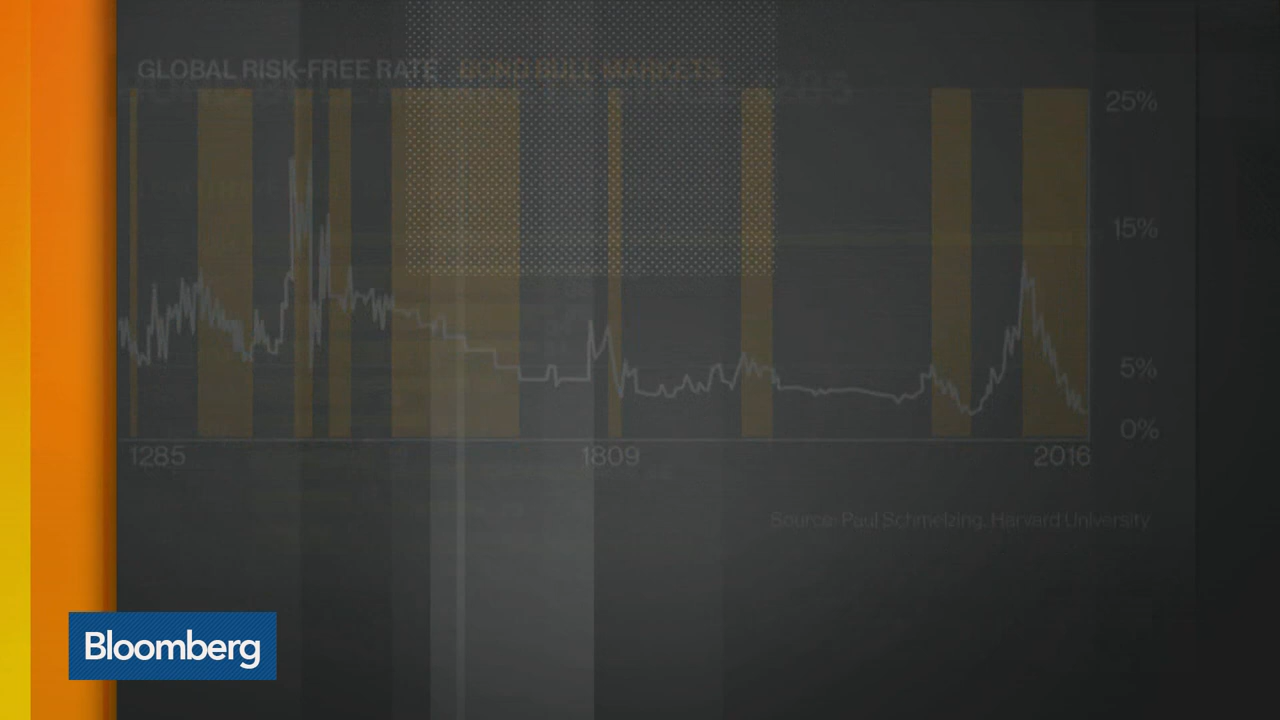 GLOBAL RISK-FREE RATE BOND BULL MARKETS
25%
15%
5%
0%
1285 1809 2016
Source: Paul Schmelzing, Harvard University
Bloomberg